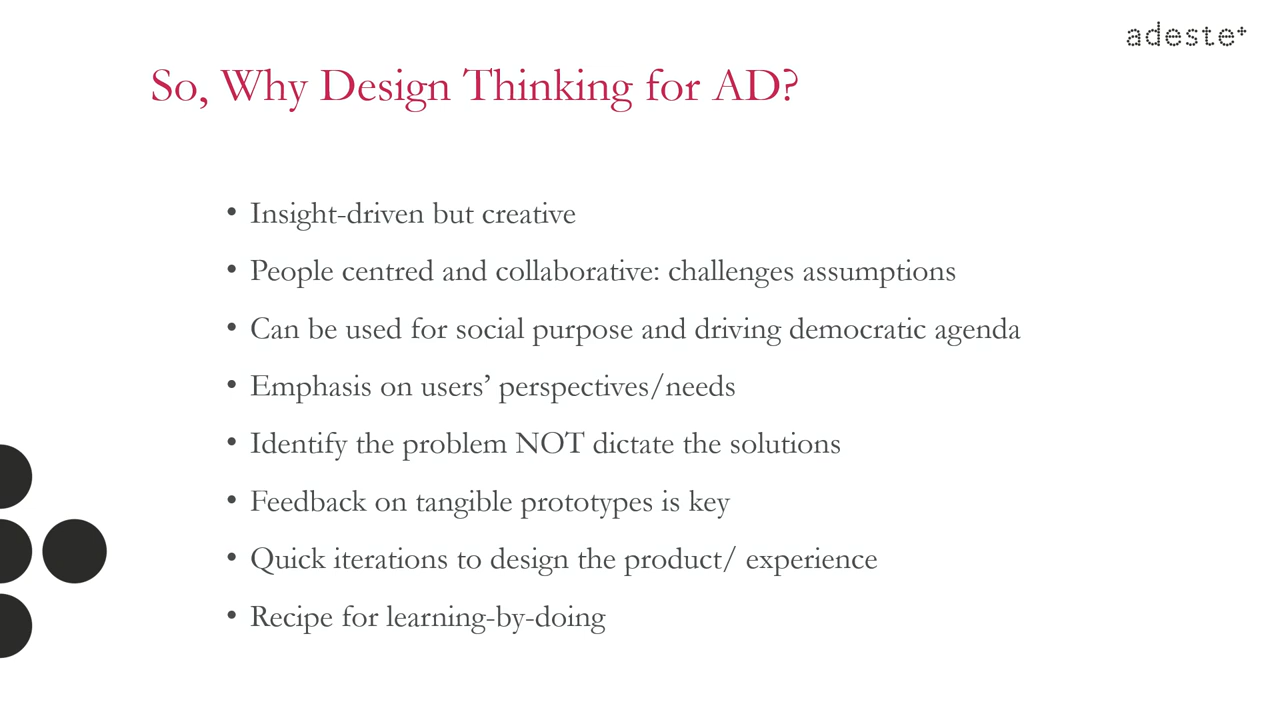 adeste+
So, Why Design Thinking for AD?
• Insight-driven but creative
• People centred and collaborative: challenges assumptions
• Can be used for social purpose and driving democratic agenda
• Emphasis on users’ perspectives/needs
• Identify the problem NOT dictate the solutions
• Feedback on tangible prototypes is key
• Quick iterations to design the product/ experience
• Recipe for learning-by-doing